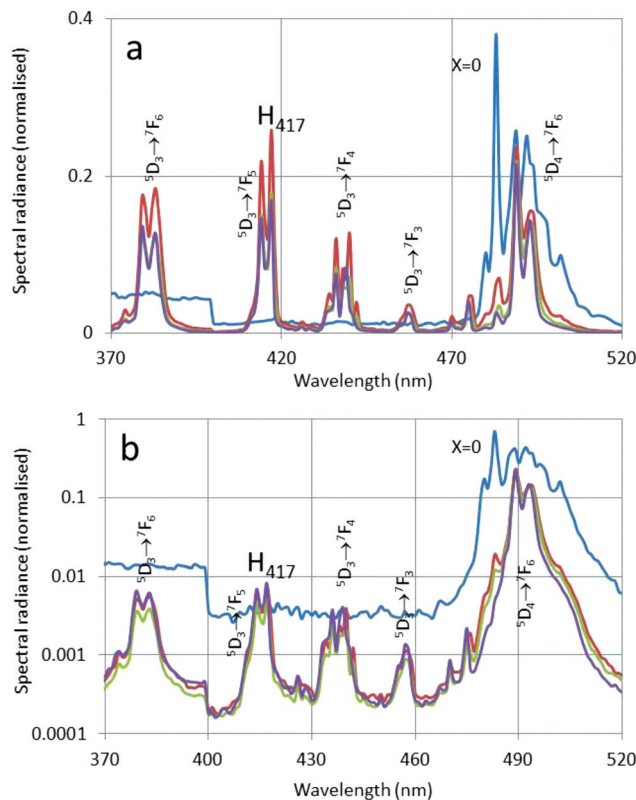 a
Spectral radiance (normalised)
0.4
0.2
0
⁵D₃→⁷F₆
⁵D₃→⁷F₅
H₄₁₇
⁵D₃→⁷F₄
⁵D₃→⁷F₃
X=0
⁵D₄→⁷F₆
370 420 470 520
Wavelength (nm)
b
Spectral radiance (normalised)
1
0.1
0.01
0.001
0.0001
⁵D₃→⁷F₆
⁵D₃→⁷F₅
H₄₁₇
⁵D₃→⁷F₄
⁵D₃→⁷F₃
X=0
⁵D₄→⁷F₆
370 400 430 460 490 520
Wavelength (nm)